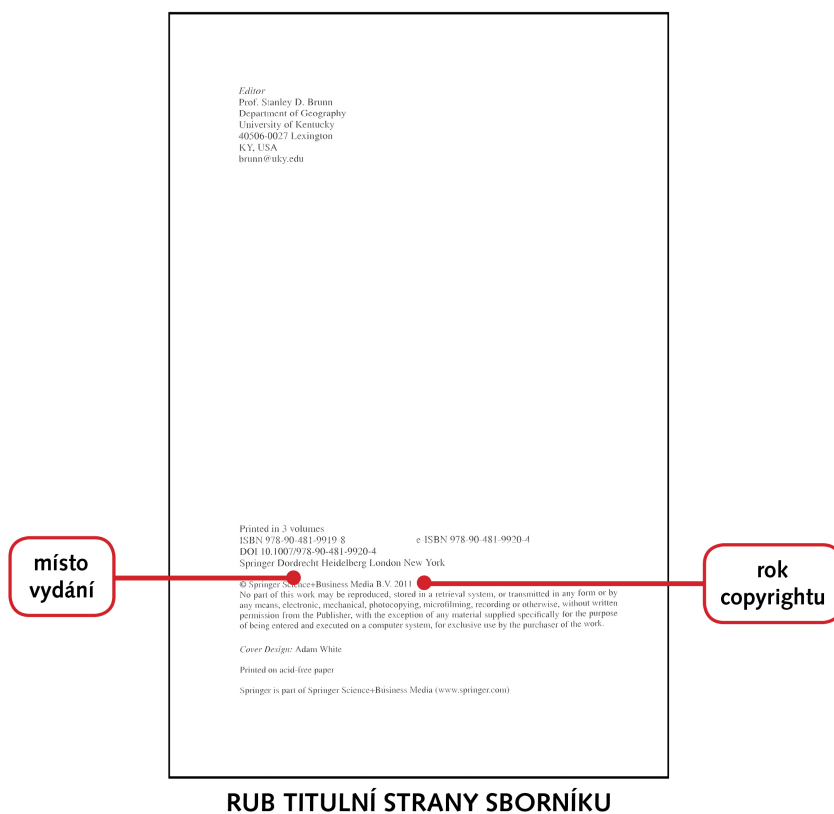 Editor
Prof. Stanley D. Brunn
Department of Geography
University of Kentucky
40506-0027 Lexington
KY, USA
brunn@uky.edu
Printed in 3 volumes
ISBN 978-90-481-9919-8 e-ISBN 978-90-481-9920-4
DOI 10.1007/978-90-481-9920-4
Springer Dordrecht Heidelberg London New York
místo
vydání
© Springer Science+Business Media B.V. 2011
rok
copyrightu
No part of this work may be reproduced, stored in a retrieval system, or transmitted in any form or by
any means, electronic, mechanical, photocopying, microfilming, recording or otherwise, without written
permission from the Publisher, with the exception of any material supplied specifically for the purpose
of being entered and executed on a computer system, for exclusive use by the purchaser of the work.
Cover Design: Adam White
Printed on acid-free paper
Springer is part of Springer Science+Business Media (www.springer.com)
RUB TITULNÍ STRANY SBORNÍKU